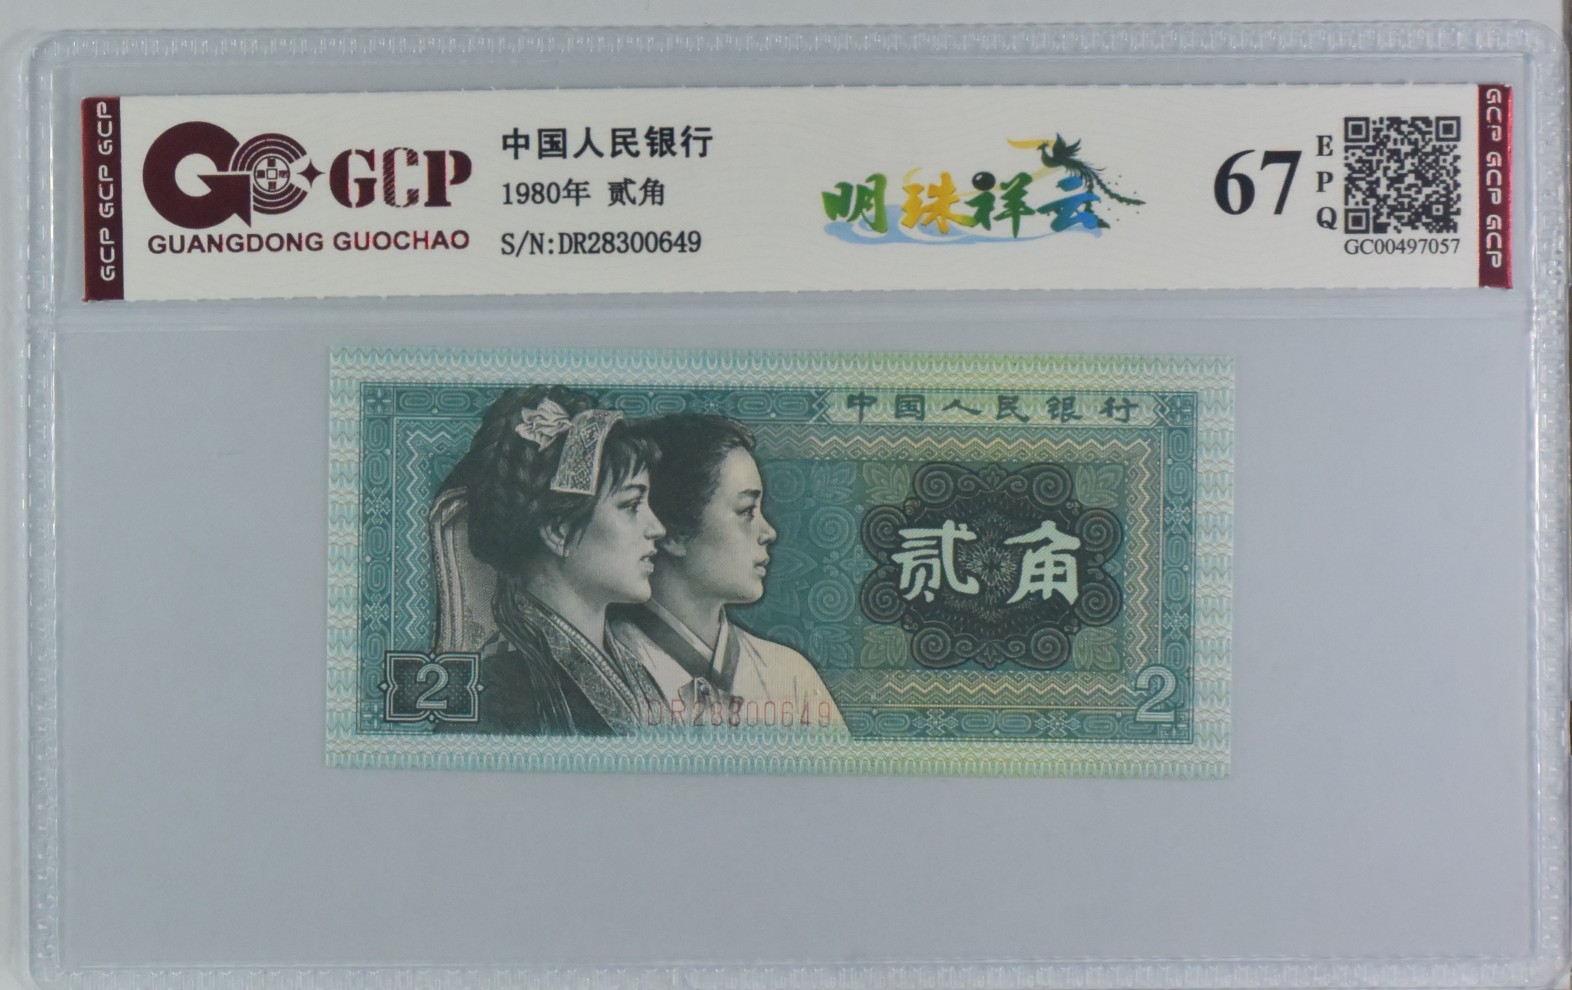 GCP GCP GCP
GCP
GUANGDONG GUOCHAO
中国人民银行
1980年 贰角
S/N:DR28300649
明珠祥云
67
EPQ
GC00497057
GCP GCP GCP
中国人民银行
贰角
2
DR28300649
2